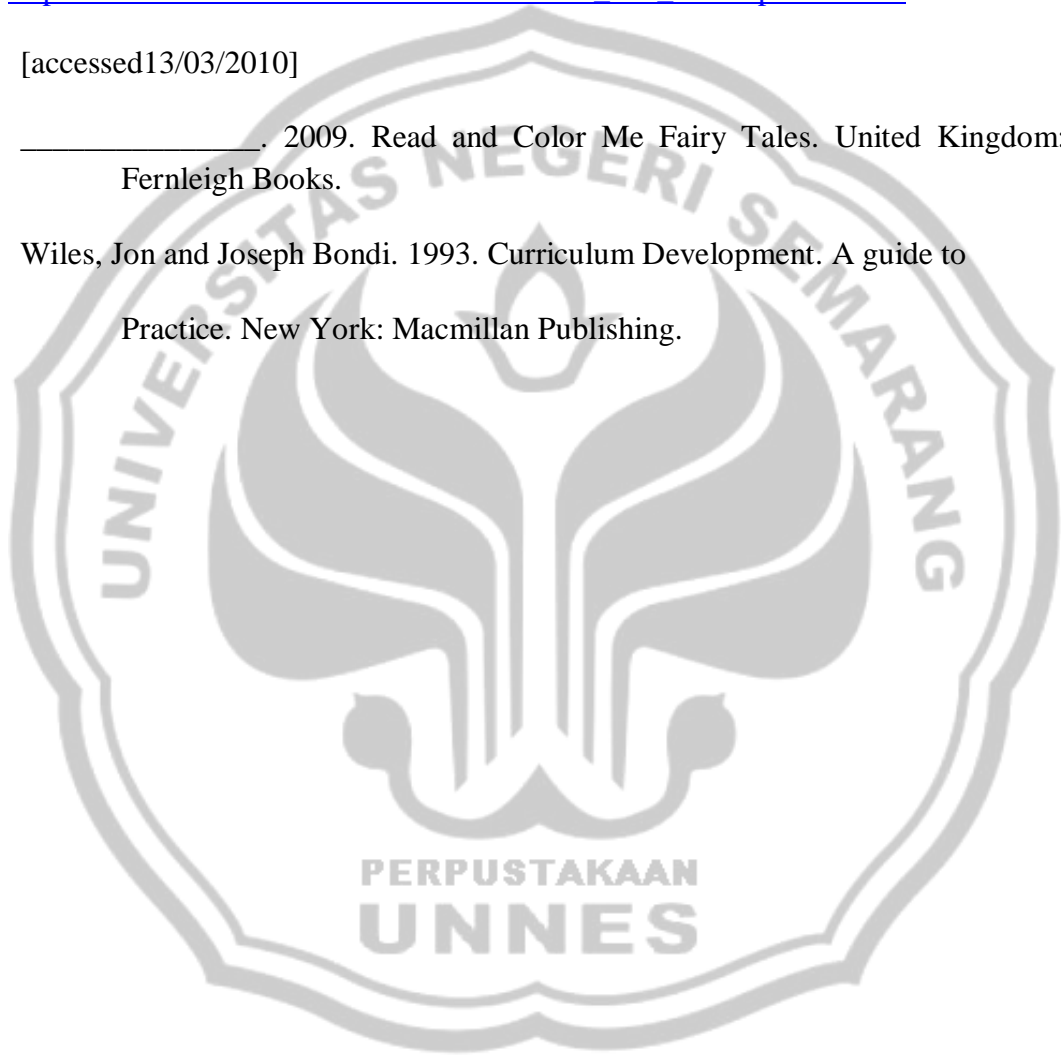 [accessed13/03/2010]
_______________. 2009. Read and Color Me Fairy Tales. United Kingdom:
Fernleigh Books.
Wiles, Jon and Joseph Bondi. 1993. Curriculum Development. A guide to
Practice. New York: Macmillan Publishing.
UNIVERSITAS NEGERI SEMARANG
PERPUSTAKAAN
UNNES